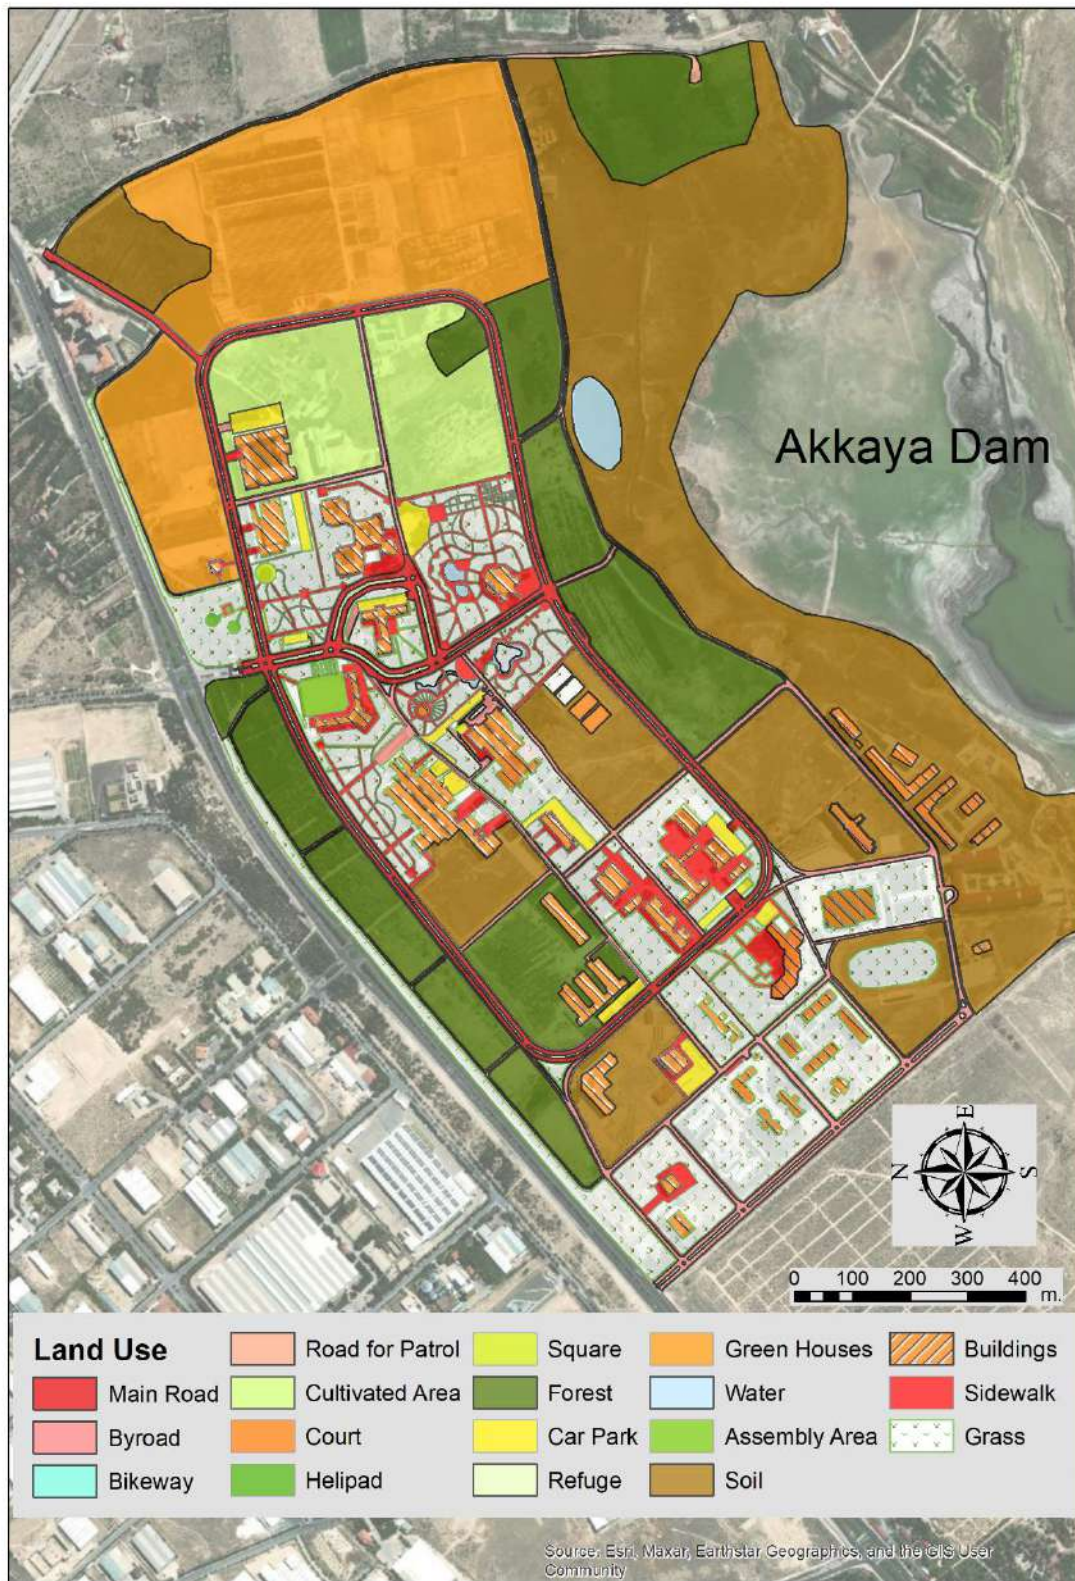 Akkaya Dam
E
N
S
W
0 100 200 300 400
m.
Land Use
Main Road
Byroad
Bikeway
Road for Patrol
Cultivated Area
Court
Helipad
Square
Forest
Car Park
Refuge
Green Houses
Water
Assembly Area
Soil
Buildings
Sidewalk
Grass
Source: Esri, Maxar, Earthstar Geographics, and the GIS User
Community